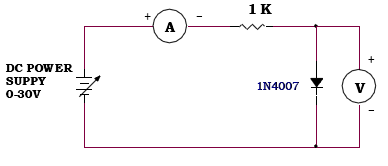 1 K
+
A
−
DC POWER
SUPPY
0-30V
1N4007
+
V
−